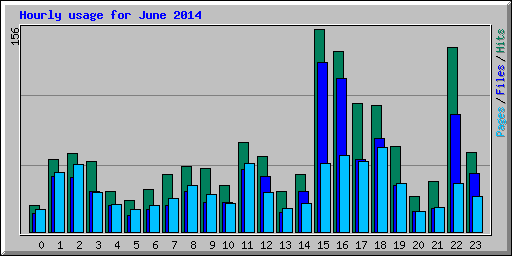 Hourly usage for June 2014
156
Pages / Files / Hits
0 1 2 3 4 5 6 7 8 9 10 11 12 13 14 15 16 17 18 19 20 21 22 23